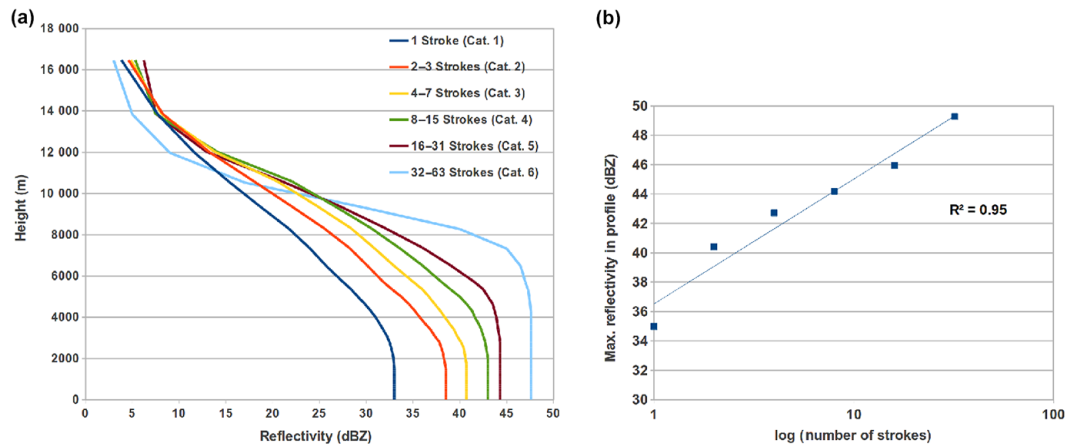 (a)
18 000
16 000
14 000
12 000
10 000
8000
6000
4000
2000
0
Height (m)
1 Stroke (Cat. 1)
2–3 Strokes (Cat. 2)
4–7 Strokes (Cat. 3)
8–15 Strokes (Cat. 4)
16–31 Strokes (Cat. 5)
32–63 Strokes (Cat. 6)
0 5 10 15 20 25 30 35 40 45 50
Reflectivity (dBZ)
(b)
50
48
46
44
42
40
38
36
34
32
30
Max. reflectivity in profile (dBZ)
R² = 0.95
1 10 100
log (number of strokes)